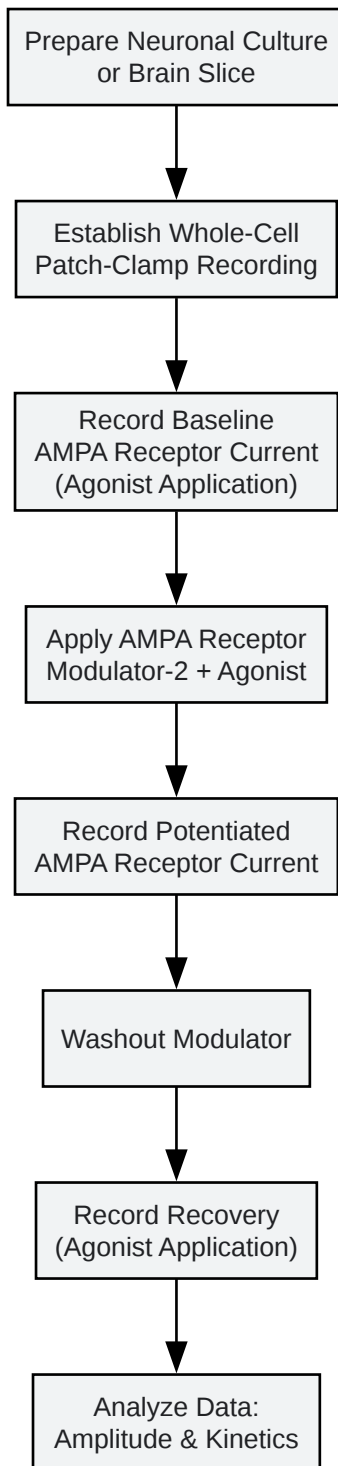 Prepare Neuronal Culture
or Brain Slice
Establish Whole-Cell
Patch-Clamp Recording
Record Baseline
AMPA Receptor Current
(Agonist Application)
Apply AMPA Receptor
Modulator-2 + Agonist
Record Potentiated
AMPA Receptor Current
Washout Modulator
Record Recovery
(Agonist Application)
Analyze Data:
Amplitude & Kinetics